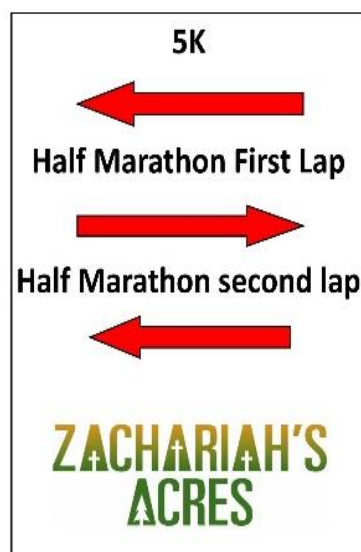 5K
Half Marathon First Lap
Half Marathon second lap
ZACHARIAH'S
ACRES